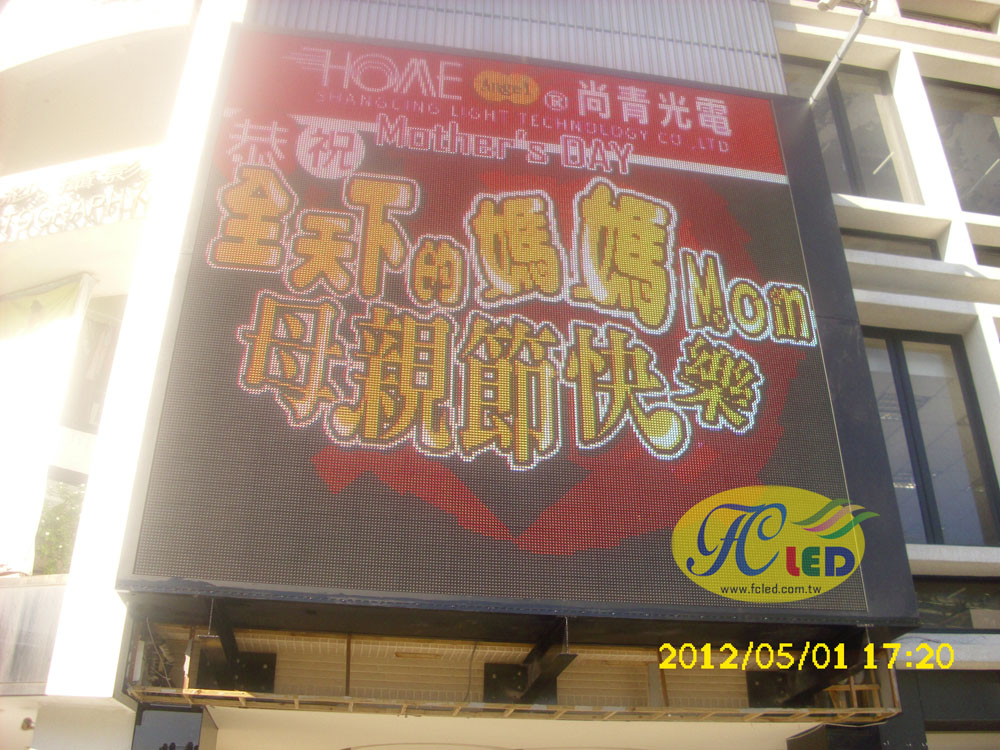 HOME Angel ® 尚青光電
SHANGLING LIGHT TECHNOLOGY CO.,LTD
恭祝 Mother's DAY
全天下的媽媽 Mom
母親節快樂
FC LED
www.fcled.com.tw
2012/05/01 17:20